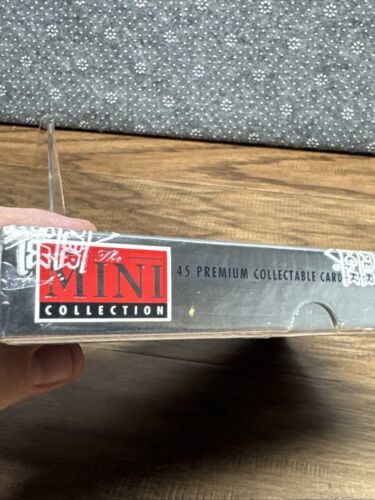 The
MINI
COLLECTION
45 PREMIUM COLLECTABLE CARD